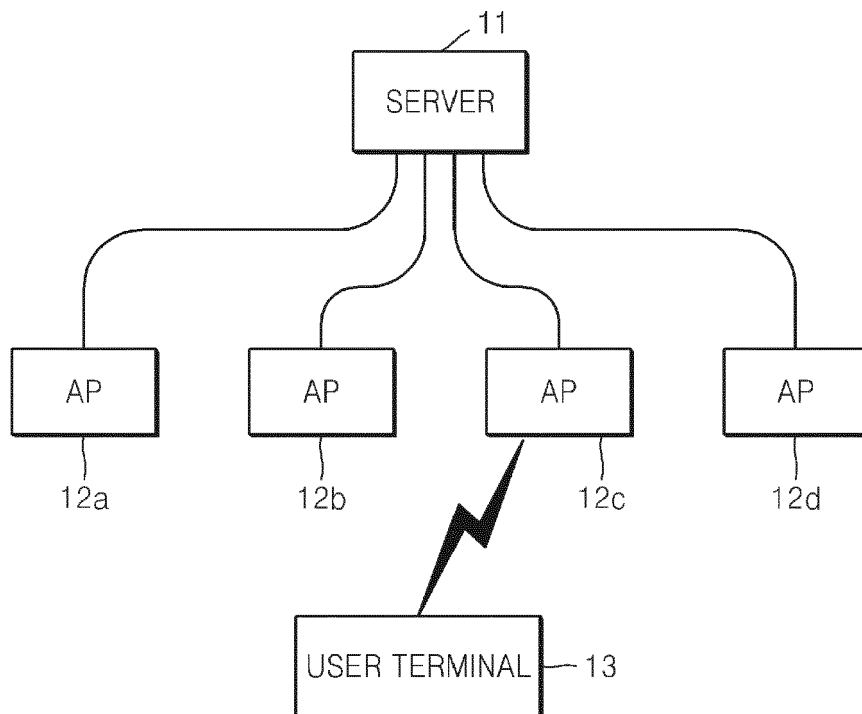 11
SERVER
AP
AP
AP
AP
12a
12b
12c
12d
USER TERMINAL
13